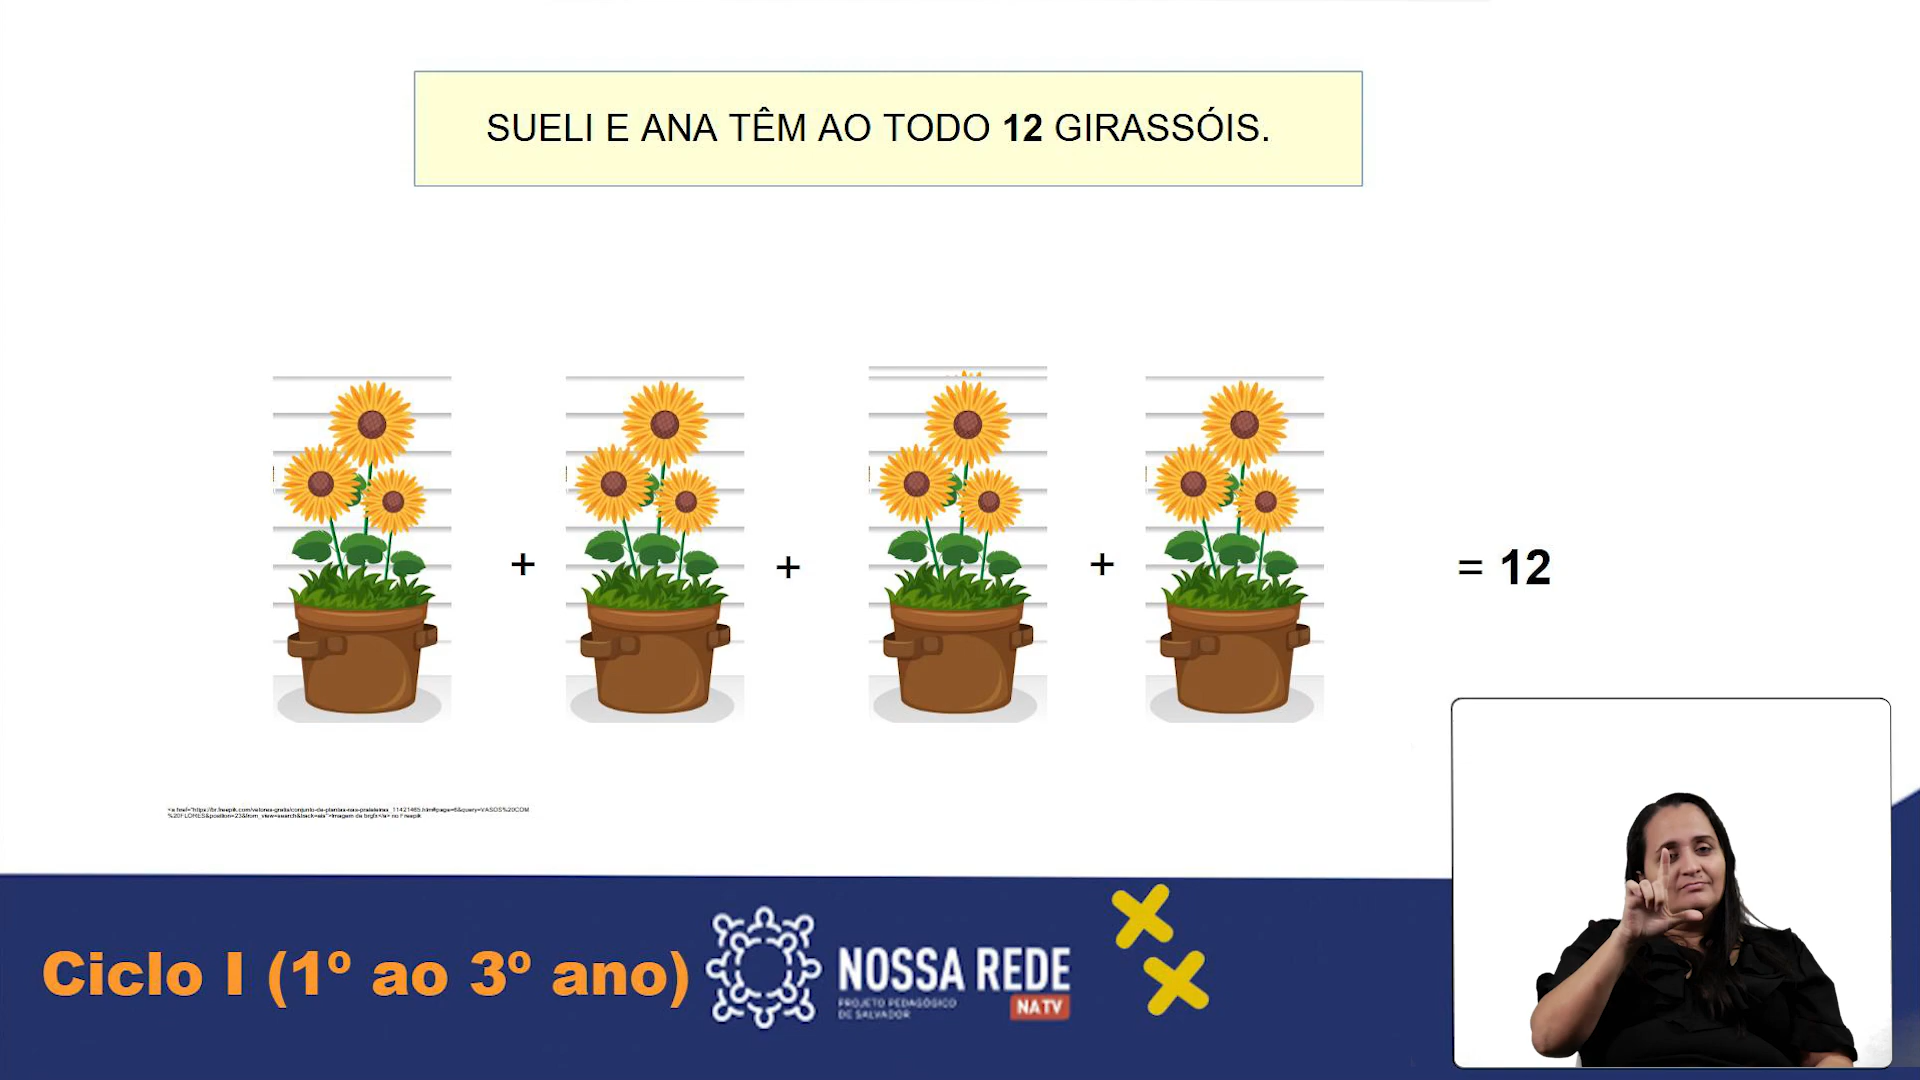 SUELI E ANA TÊM AO TODO 12 GIRASSÓIS.
+ + + = 12
Ciclo I (1º ao 3º ano)
NOSSA REDE
PROJETO PEDAGÓGICO
DE SALVADOR
NA TV